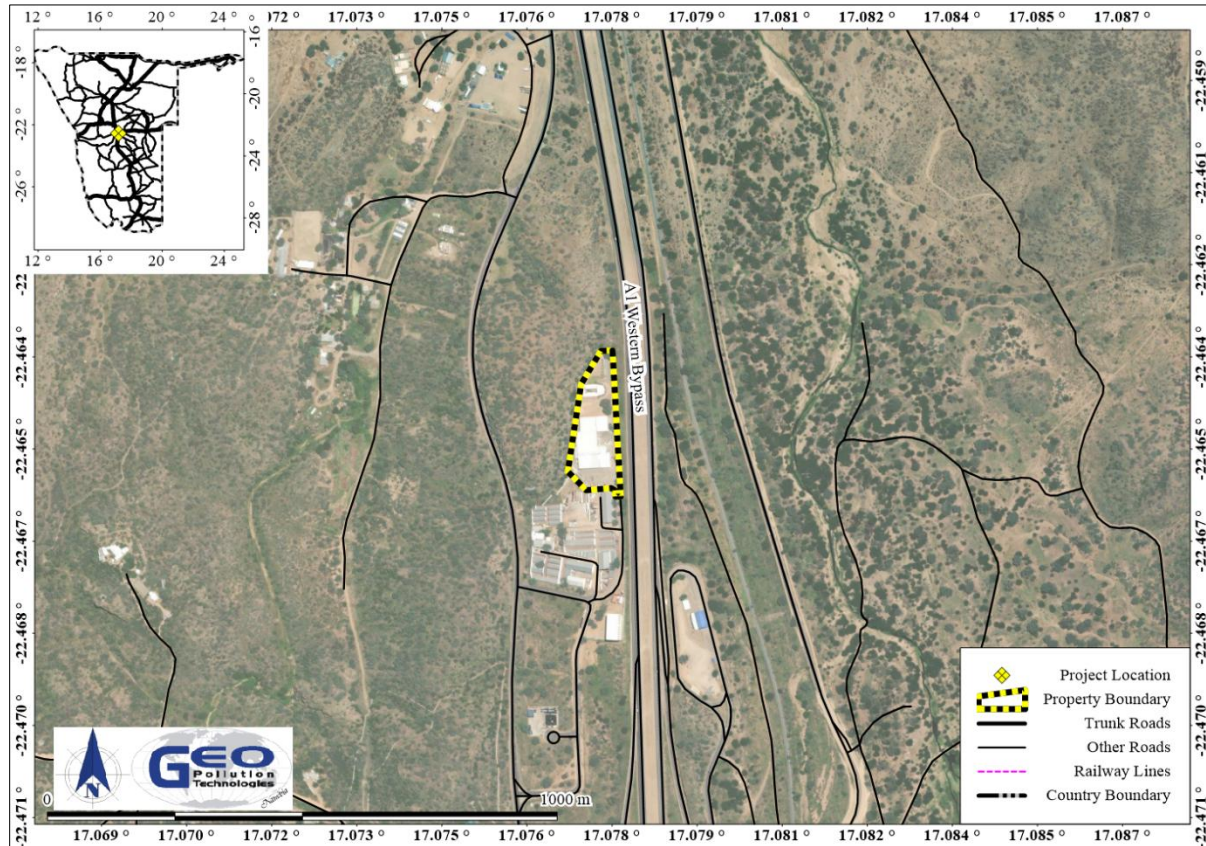 12 16 20 24
072 ° 17.073 ° 17.075 ° 17.076 ° 17.078 ° 17.079 ° 17.081 ° 17.082 ° 17.084 ° 17.085 ° 17.087 °
-16
-18
-20
-22
-24
-26
-28
12 16 20 24
-22.459 °
-22.461 °
-22.462 °
-22.464 °
-22.465 °
-22.467 °
-22.468 °
-22.470 °
-22.471 °
-22
-22.464 °
-22.465 °
-22.467 °
-22.468 °
-22.470 °
-22.471 °
A1 Western Bypass
Project Location
Property Boundary
Trunk Roads
Other Roads
Railway Lines
Country Boundary
N
GEO
Pollution
Technologies
Namibia
0 1000 m
17.069 ° 17.070 ° 17.072 ° 17.073 ° 17.075 ° 17.076 ° 17.078 ° 17.079 ° 17.081 ° 17.082 ° 17.084 ° 17.085 ° 17.087 °